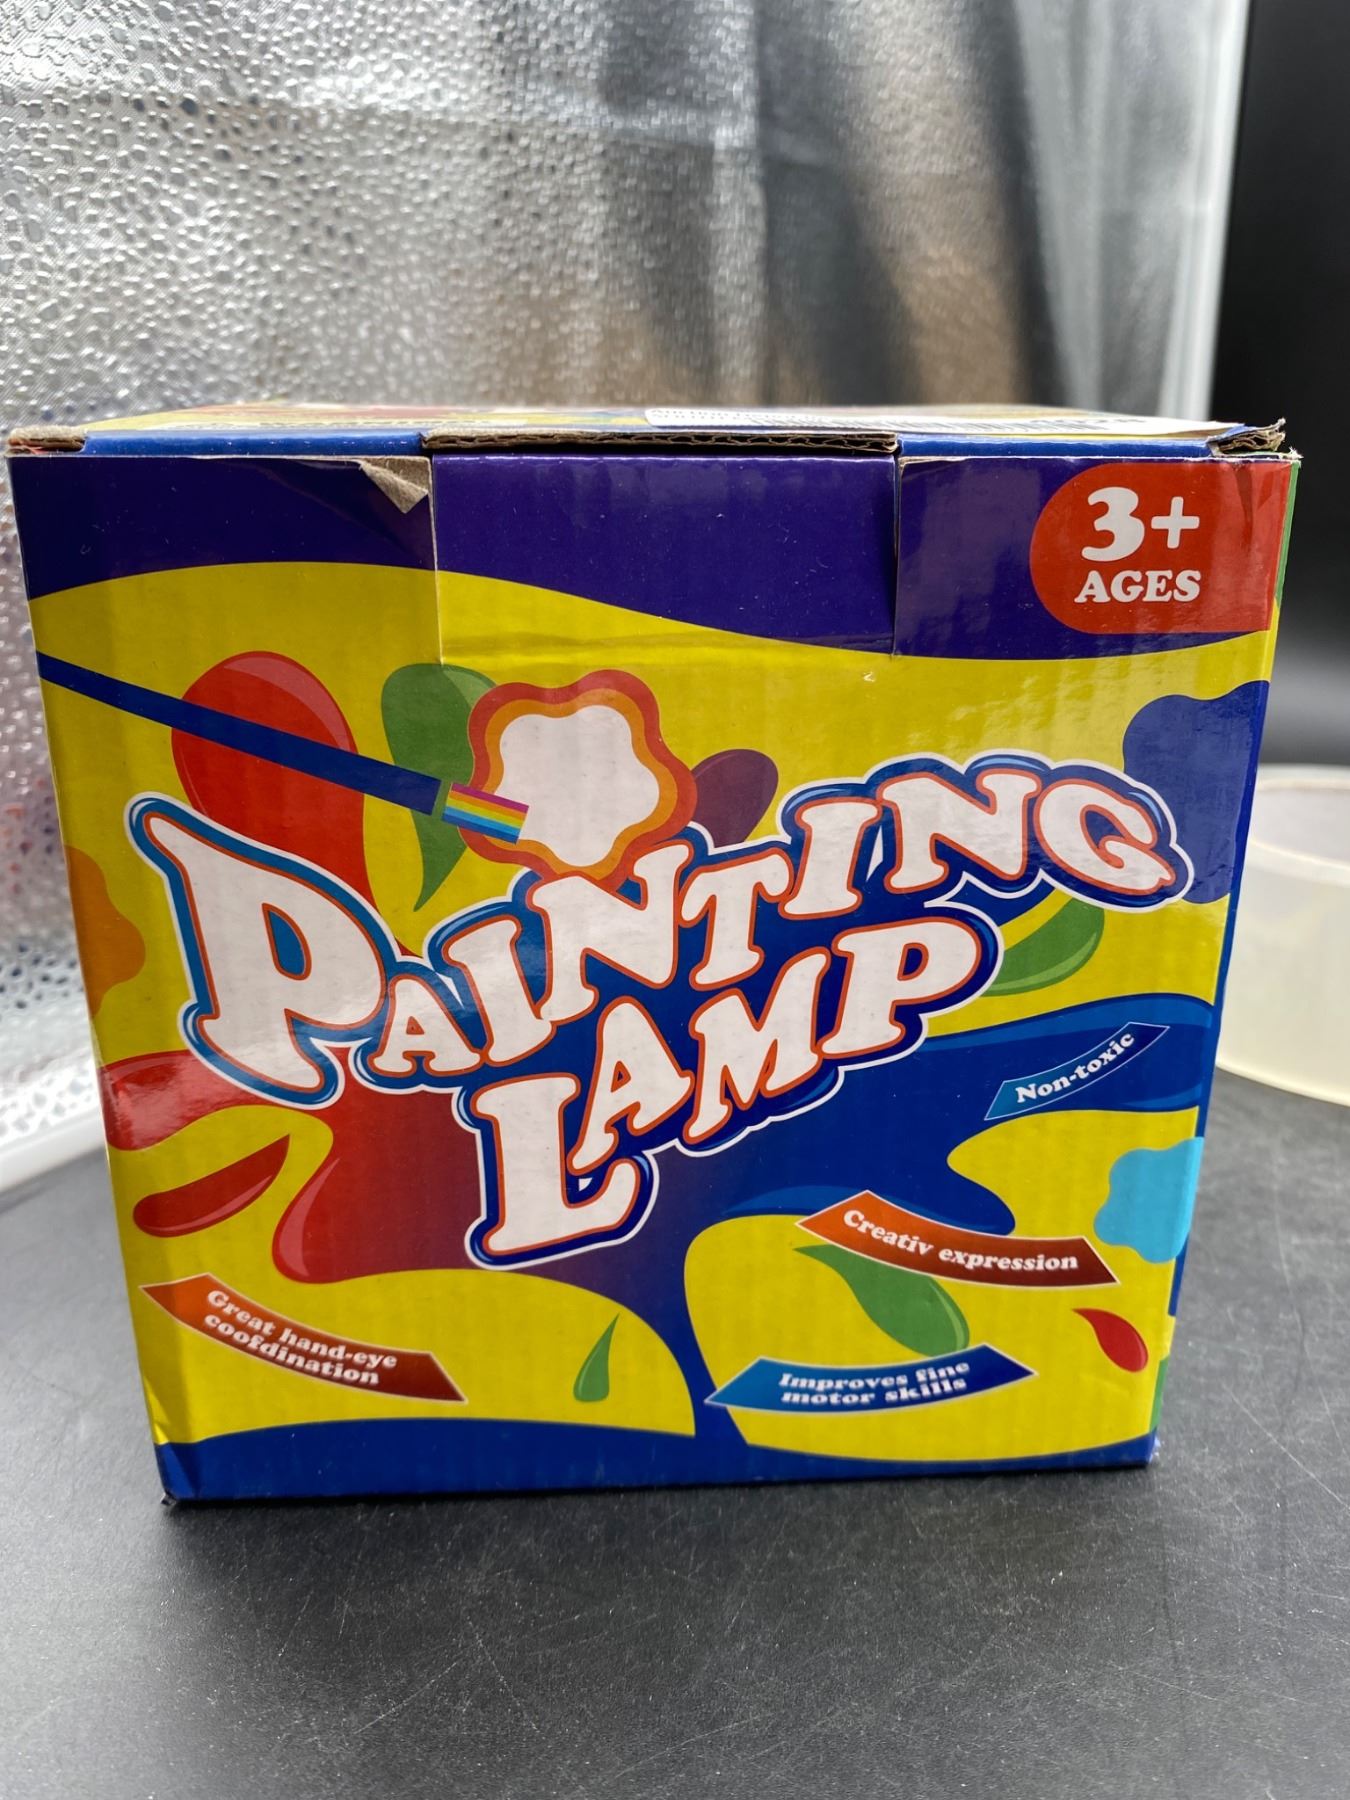 3+
AGES
PAINTING
LAMP
Non-toxic
Creativ expression
Great hand-eye
coofdination
Improves fine
motor skills